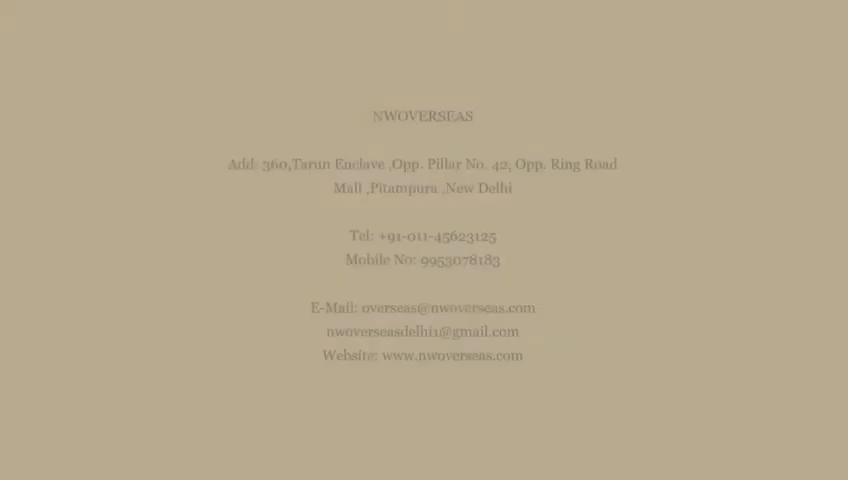 NWOVERSEAS
Add: 360,Tarun Enclave ,Opp. Pillar No. 42, Opp. Ring Road
Mall ,Pitampura ,New Delhi
Tel: +91-011-45623125
Mobile No: 9953078183
E-Mail: overseas@nwoverseas.com
nwoverseasdelhi1@gmail.com
Website: www.nwoverseas.com